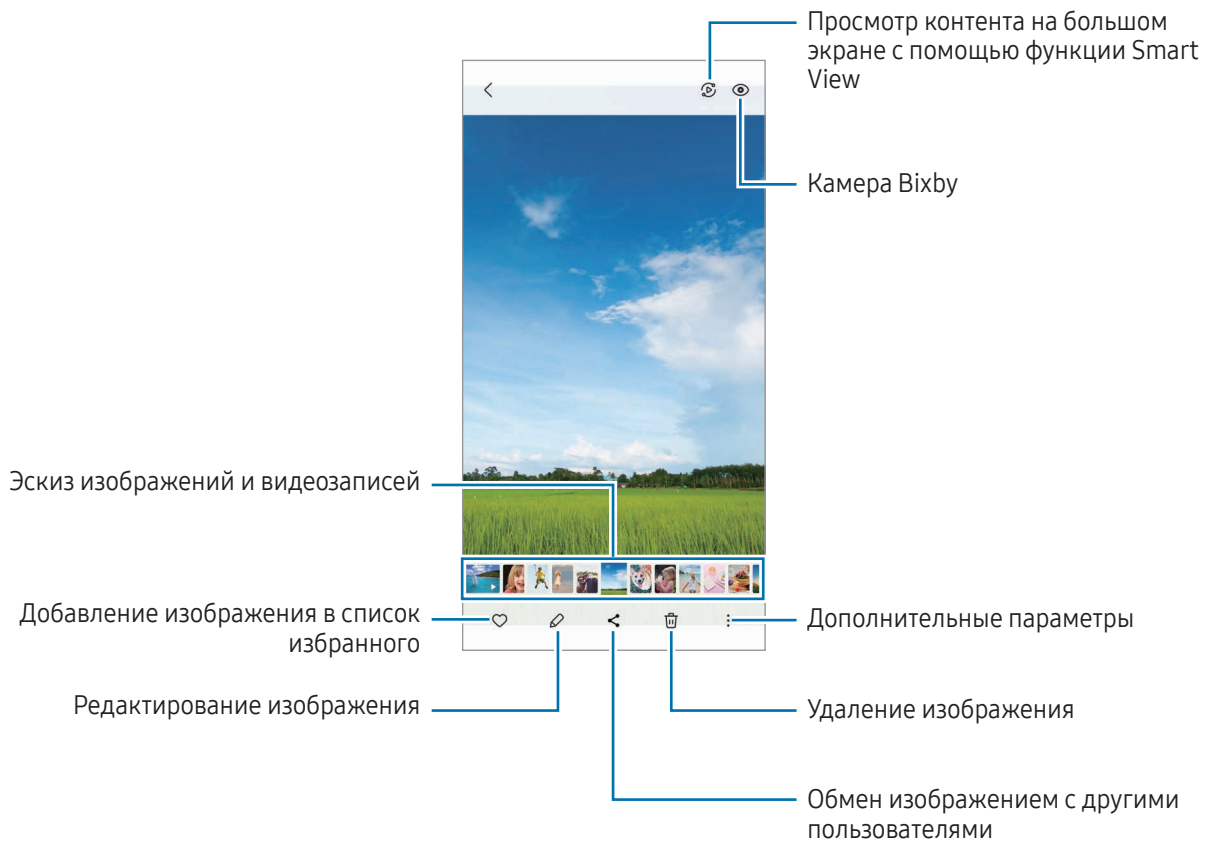 Просмотр контента на большом
экране с помощью функции Smart
View
Камера Bixby
Эскиз изображений и видеозаписей
Добавление изображения в список
избранного
Дополнительные параметры
Редактирование изображения
Удаление изображения
Обмен изображением с другими
пользователями